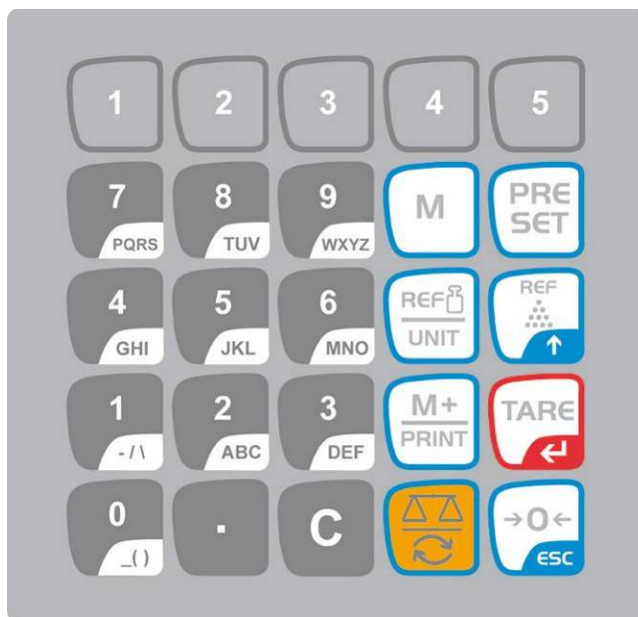 1 2 3 4 5
7 8 9 M PRE
PQRS TUV WXYZ SET
4 5 6 REF REF
GHI JKL MNO UNIT ↑
1 2 3 M+ TARE
- / \ ABC DEF PRINT ↵
0 . C →0←
_( ) ESC